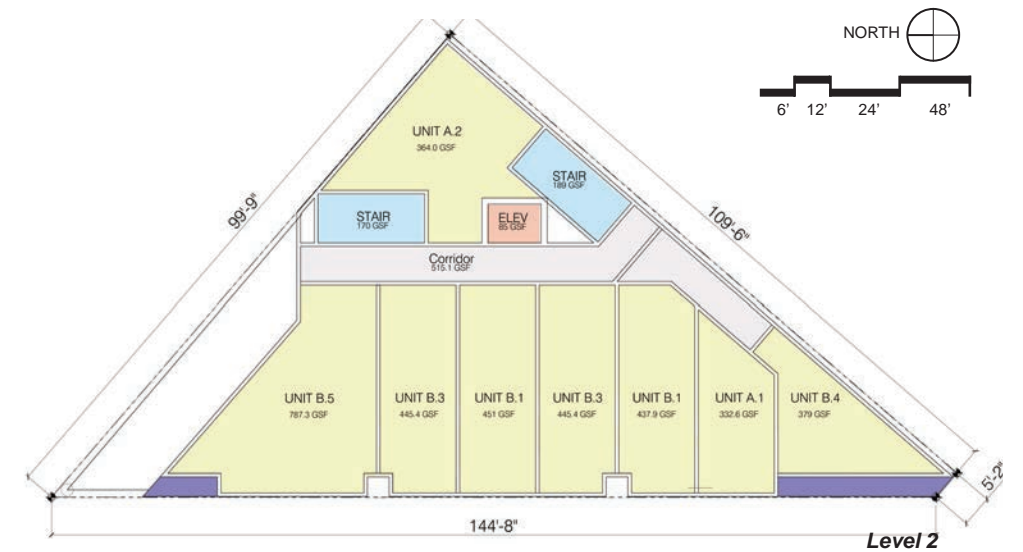 NORTH
6' 12' 24' 48'
UNIT A.2
364.0 GSF
STAIR
189 GSF
99'-9"
109'-6"
STAIR
170 GSF
ELEV
85 GSF
Corridor
515.1 GSF
UNIT B.5
787.3 GSF
UNIT B.3
445.4 GSF
UNIT B.1
451 GSF
UNIT B.3
445.4 GSF
UNIT B.1
437.9 GSF
UNIT A.1
332.6 GSF
UNIT B.4
379 GSF
5'-2"
144'-8"
Level 2